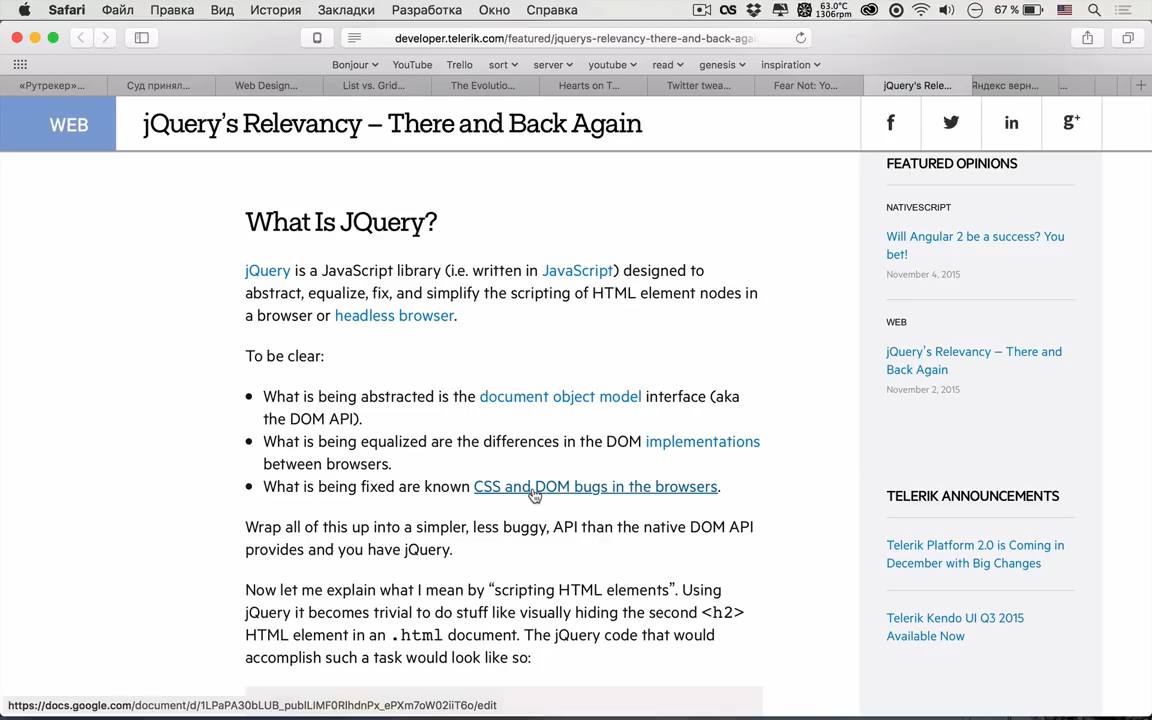 Safari Файл Правка Вид История Закладки Разработка Окно Справка 63.0°C 1306rpm 67 %
developer.telerik.com/featured/jquerys-relevancy-there-and-back-agai
Bonjour YouTube Trello sort server youtube read genesis inspiration
«Рутрекер»... Суд принял... Web Design... List vs. Grid... The Evolutio... Hearts on T... Twitter twea... Fear Not: Yo... jQuery's Rele... Яндекс верн... ...
WEB
jQuery's Relevancy – There and Back Again
f in g+
What Is JQuery?
jQuery is a JavaScript library (i.e. written in JavaScript) designed to
abstract, equalize, fix, and simplify the scripting of HTML element nodes in
a browser or headless browser.
To be clear:
• What is being abstracted is the document object model interface (aka
the DOM API).
• What is being equalized are the differences in the DOM implementations
between browsers.
• What is being fixed are known CSS and DOM bugs in the browsers.
Wrap all of this up into a simpler, less buggy, API than the native DOM API
provides and you have jQuery.
Now let me explain what I mean by “scripting HTML elements”. Using
jQuery it becomes trivial to do stuff like visually hiding the second <h2>
HTML element in an .html document. The jQuery code that would
accomplish such a task would look like so:
FEATURED OPINIONS
NATIVESCRIPT
Will Angular 2 be a success? You
bet!
November 4, 2015
WEB
jQuery's Relevancy – There and
Back Again
November 2, 2015
TELERIK ANNOUNCEMENTS
Telerik Platform 2.0 is Coming in
December with Big Changes
Telerik Kendo UI Q3 2015
Available Now